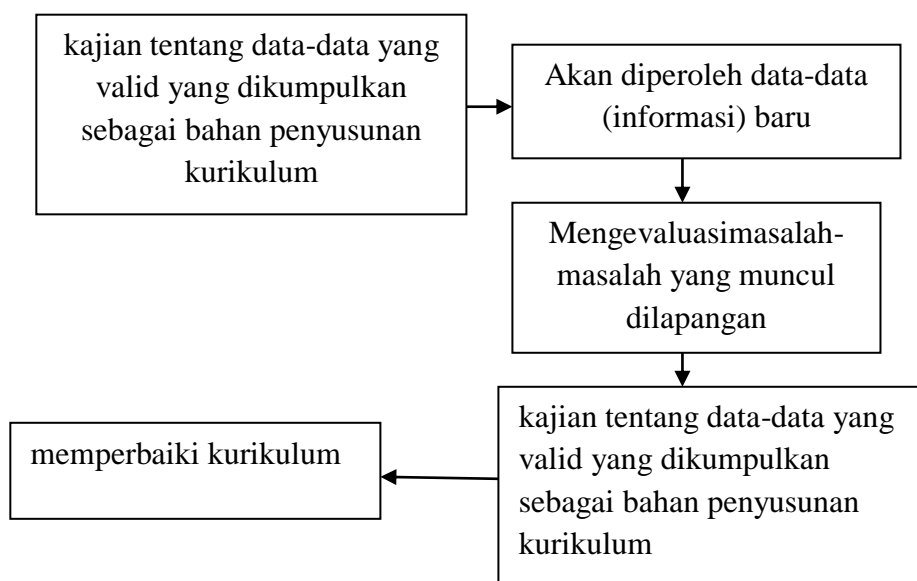 kajian tentang data-data yang
valid yang dikumpulkan
sebagai bahan penyusunan
kurikulum
Akan diperoleh data-data
(informasi) baru
Mengevaluasimasalah-
masalah yang muncul
dilapangan
kajian tentang data-data yang
valid yang dikumpulkan
sebagai bahan penyusunan
kurikulum
memperbaiki kurikulum